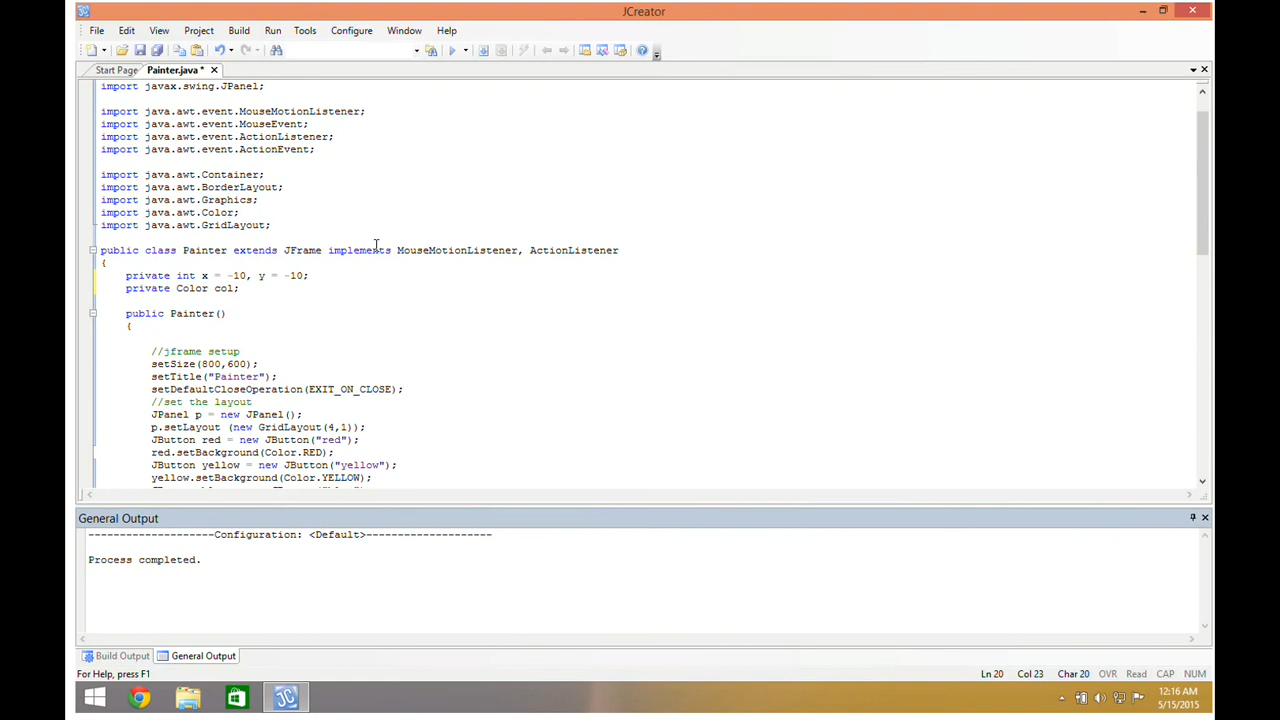 JCreator
File Edit View Project Build Run Tools Configure Window Help
Start Page Painter.java *
import javax.swing.JPanel;
import java.awt.event.MouseMotionListener;
import java.awt.event.MouseEvent;
import java.awt.event.ActionListener;
import java.awt.event.ActionEvent;
import java.awt.Container;
import java.awt.BorderLayout;
import java.awt.Graphics;
import java.awt.Color;
import java.awt.GridLayout;
public class Painter extends JFrame implements MouseMotionListener, ActionListener
{
private int x = -10, y = -10;
private Color col;
public Painter()
{
//jframe setup
setSize(800,600);
setTitle("Painter");
setDefaultCloseOperation(EXIT_ON_CLOSE);
//set the layout
JPanel p = new JPanel();
p.setLayout (new GridLayout(4,1));
JButton red = new JButton("red");
red.setBackground(Color.RED);
JButton yellow = new JButton("yellow");
yellow.setBackground(Color.YELLOW);
General Output
--------------------Configuration: <Default>--------------------
Process completed.
Build Output General Output
For Help, press F1 Ln 20 Col 23 Char 20 OVR Read CAP NUM
JC 12:16 AM
5/15/2015